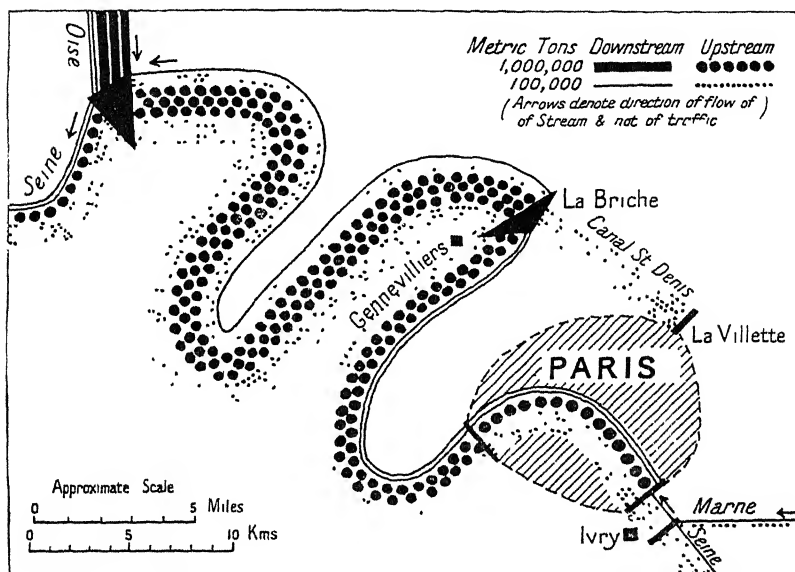 Oise
Metric Tons Downstream Upstream
1,000,000
100,000
(Arrows denote direction of flow of)
of Stream & not of traffic
Seine
La Briche
Canal St Denis
Gennevilliers
La Villette
PARIS
Approximate Scale
0 5 Miles
0 5 10 Kms
Marne
Ivry
Seine